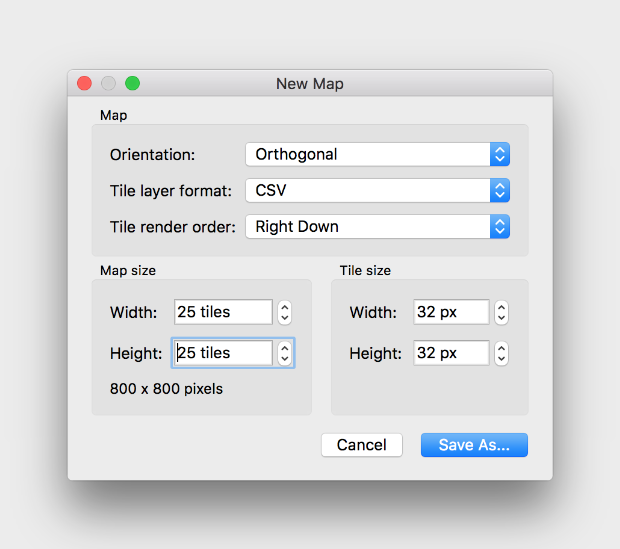 New Map
Map
Orientation: Orthogonal
Tile layer format: CSV
Tile render order: Right Down
Map size
Width: 25 tiles
Height: 25 tiles
800 x 800 pixels
Tile size
Width: 32 px
Height: 32 px
Cancel Save As...